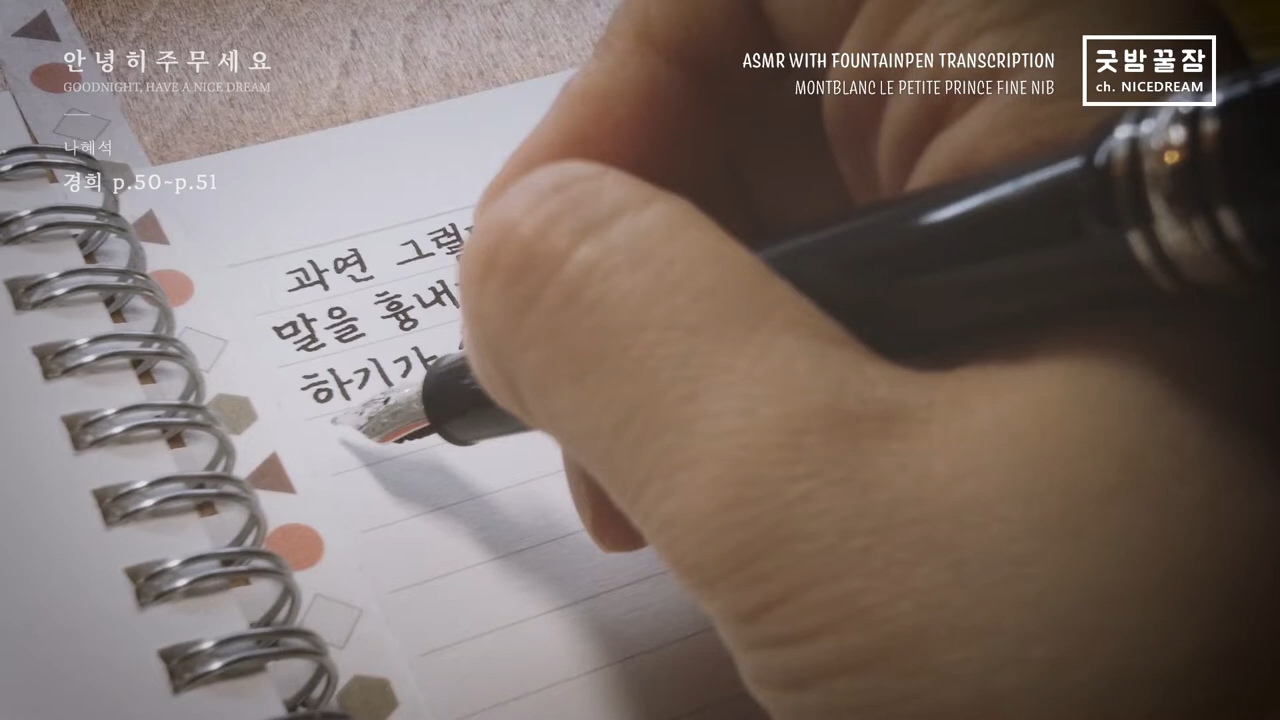 안녕히주무세요
GOODNIGHT, HAVE A NICE DREAM
나혜석
경희 p.50~p.51
ASMR WITH FOUNTAINPEN TRANSCRIPTION
MONTBLANC LE PETITE PRINCE FINE NIB
굿밤꿀잠
ch. NICEDREAM
과연
말을 흉내
하기가